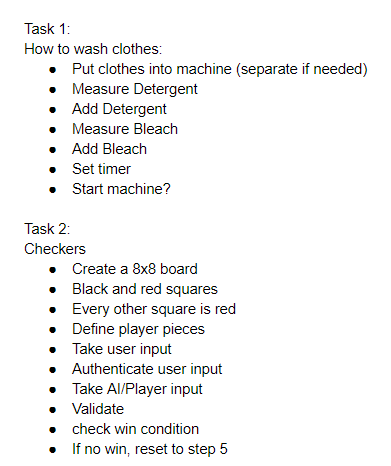 Task 1:
How to wash clothes:
● Put clothes into machine (separate if needed)
● Measure Detergent
● Add Detergent
● Measure Bleach
● Add Bleach
● Set timer
● Start machine?
Task 2:
Checkers
● Create a 8x8 board
● Black and red squares
● Every other square is red
● Define player pieces
● Take user input
● Authenticate user input
● Take AI/Player input
● Validate
● check win condition
● If no win, reset to step 5